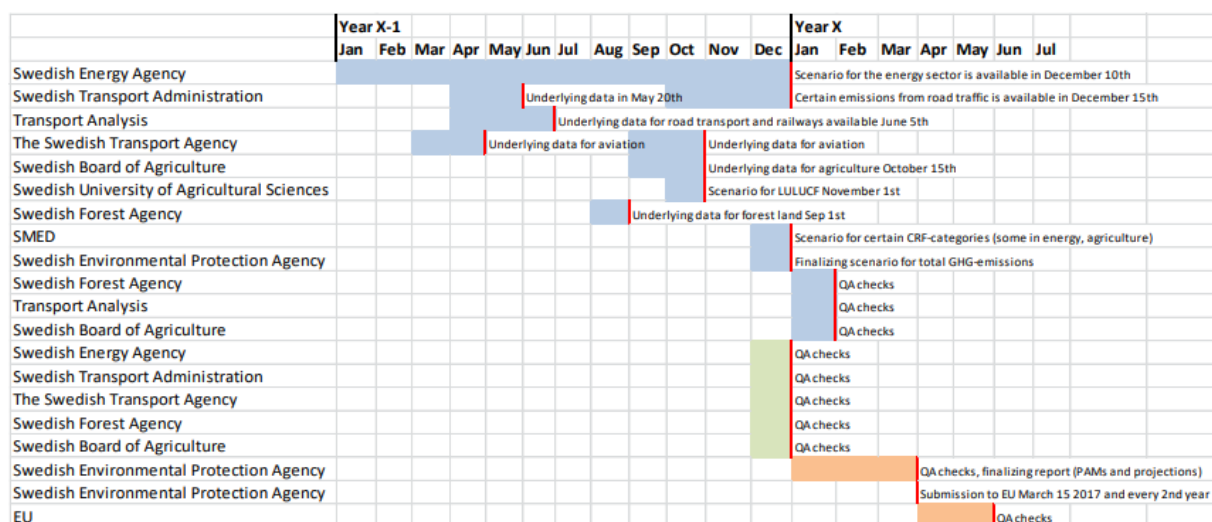 Year X-1 Year X
Jan Feb Mar Apr May Jun Jul Aug Sep Oct Nov Dec Jan Feb Mar Apr May Jun Jul
Swedish Energy Agency Scenario for the energy sector is available in December 10th
Swedish Transport Administration Underlying data in May 20th Certain emissions from road traffic is available in December 15th
Transport Analysis Underlying data for road transport and railways available June 5th
The Swedish Transport Agency Underlying data for aviation Underlying data for aviation
Swedish Board of Agriculture Underlying data for agriculture October 15th
Swedish University of Agricultural Sciences Scenario for LULUCF November 1st
Swedish Forest Agency Underlying data for forest land Sep 1st
SMED Scenario for certain CRF-categories (some in energy, agriculture)
Swedish Environmental Protection Agency Finalizing scenario for total GHG-emissions
Swedish Forest Agency QA checks
Transport Analysis QA checks
Swedish Board of Agriculture QA checks
Swedish Energy Agency QA checks
Swedish Transport Administration QA checks
The Swedish Transport Agency QA checks
Swedish Forest Agency QA checks
Swedish Board of Agriculture QA checks
Swedish Environmental Protection Agency QA checks, finalizing report (PAMs and projections)
Swedish Environmental Protection Agency Submission to EU March 15 2017 and every 2nd year
EU QA checks